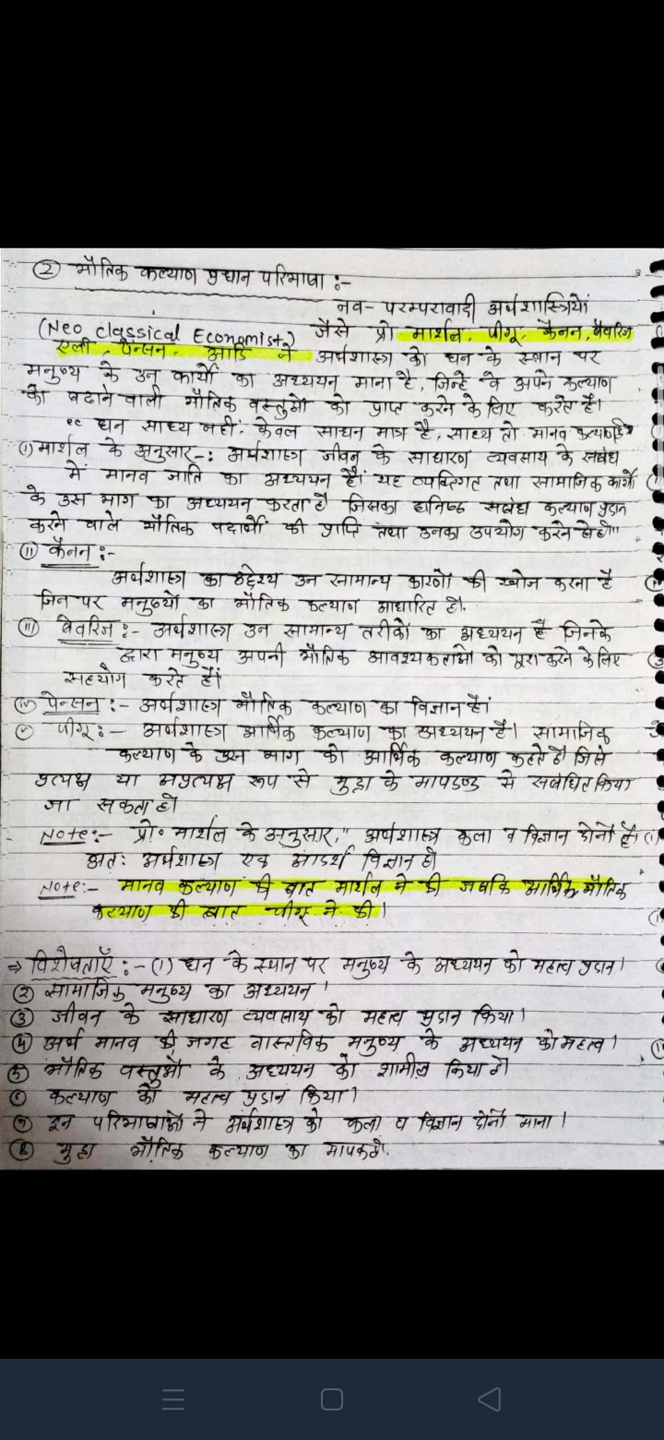 ② भौतिक कल्याण प्रधान परिभाषा :-
नव- परम्परावादी अर्थशास्त्रियों
(Neo classical Economist) जैसे प्रो मार्शल, पीगू, कैनन, बेवरिज
एली, पेन्सन, आदि ने अर्थशास्त्र को धन के स्थान पर
मनुष्य के उन कार्यो का अध्ययन माना है, जिन्हे वे अपने कल्याण
को बढाने वाली भौतिक वस्तुओ को प्राप्त करने के लिए करते है।
“ धन साध्य नही, केवल साधन मात्र है, साध्य तो मानव कल्याण है”
(i) मार्शल के अनुसार-: अर्थशास्त्र जीवन के साधारण व्यवसाय के संबंध
में मानव जाति का अध्ययन है। यह व्यक्तिगत तथा सामाजिक कार्यो
के उस भाग का अध्ययन करता है जिसका घनिष्ठ सबंध कल्याण प्रदान
करने वाले भौतिक पदार्थो की प्राप्ति तथा उनका उपयोग करने से है।"
(ii) कैनन :-
अर्थशास्त्र का उद्देश्य उन सामान्य कारणो की खोज करना है
जिन पर मनुष्यो का भौतिक कल्याण आधारित है।
(iii) बेवरिज :- अर्थशास्त्र उन सामान्य तरीको का अध्ययन है जिनके
द्वारा मनुष्य अपनी भौतिक आवश्यकताओ को पूरा करने के लिए
सहयोग करते है।
(iv) पेन्सन :- अर्थशास्त्र भौतिक कल्याण का विज्ञान है।
(v) पीगू :- अर्थशास्त्र आर्थिक कल्याण का अध्ययन है। सामाजिक
कल्याण के उस भाग को आर्थिक कल्याण कहते है जिसे
प्रत्यक्ष या अप्रत्यक्ष रूप से मुद्रा के मापदण्ड से सबंधित किया
जा सकता है।
Note:- प्रो॰ मार्शल के अनुसार," अर्थशास्त्र कला व विज्ञान दोनो है।
अतः अर्थशास्त्र एक आदर्श विज्ञान है।
Note:- मानव कल्याण की बात मार्शल ने की जबकि आर्थिक भौतिक
कल्याण की बात पीगू ने की।
⇒ विशेषताएँ :- (1) धन के स्थान पर मनुष्य के अध्ययन को महत्व प्रदान।
② सामाजिक मनुष्य का अध्ययन।
③ जीवन के साधारण व्यवसाय को महत्व प्रदान किया।
④ अर्थ मानव की जगह वास्तविक मनुष्य के अध्ययन को महत्व।
⑤ भौतिक वस्तुओ के अध्ययन को शामील किया है।
⑥ कल्याण को महत्व प्रदान किया।
⑦ इन परिभाषाओ ने अर्थशास्त्र को कला व विज्ञान दोनो माना।
⑧ मुद्रा भौतिक कल्याण का मापक है.